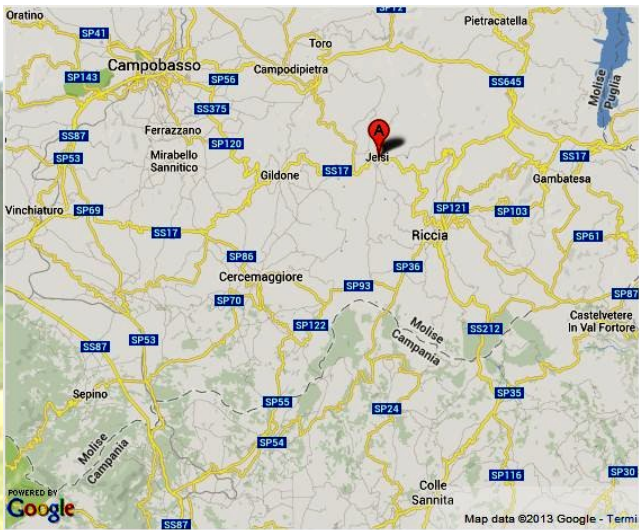 Oratino
SP41
SP12
Pietracatella
Toro
Campobasso
Campodipietra
SP143
SP56
SS645
Molise
Puglia
SS375
A
SS87
Ferrazzano
SP120
Jelsi
SP53
Mirabello
Sannitico
SS17
SS17
Gildone
Gambatesa
Vinchiaturo
SP69
SP121
SP103
SS17
Riccia
SP61
SP86
SP36
Cercemaggiore
SP93
SP87
SP70
Castelvetere
In Val Fortore
SP122
Molise
Campania
SS212
SS87
SP53
Sepino
SP55
SP24
SP35
Molise
Campania
SP54
SP116
SP30
Colle
Sannita
POWERED BY
Google
SS87
Map data ©2013 Google - Termi